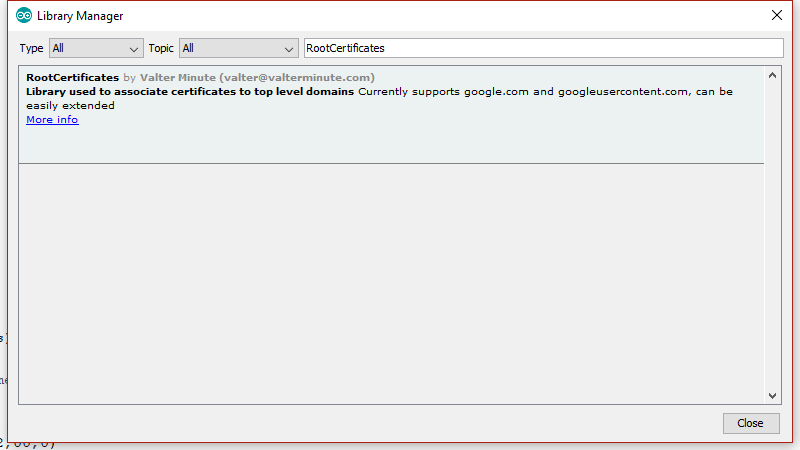 Library Manager
Type All Topic All RootCertificates
RootCertificates by Valter Minute (valter@valterminute.com)
Library used to associate certificates to top level domains Currently supports google.com and googleusercontent.com, can be
easily extended
More info
Close